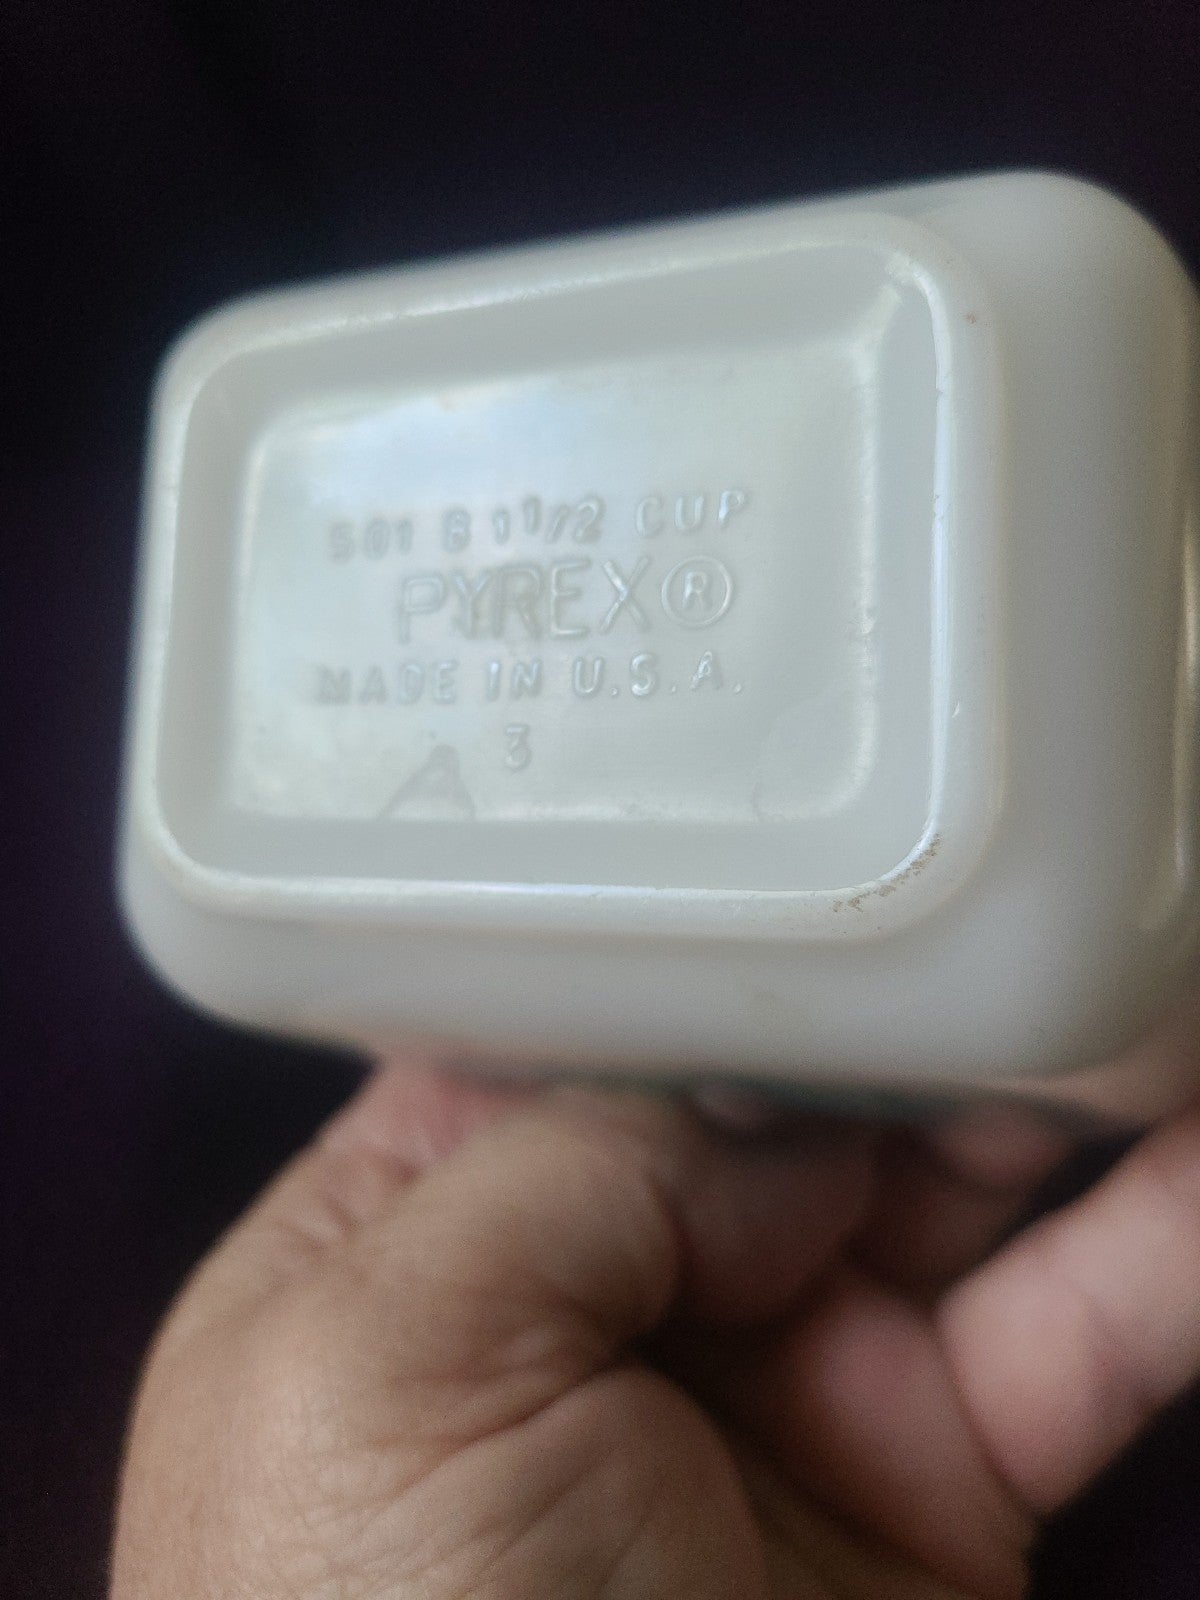 501 B 1 1/2 CUP
PYREX®
MADE IN U.S.A.
3